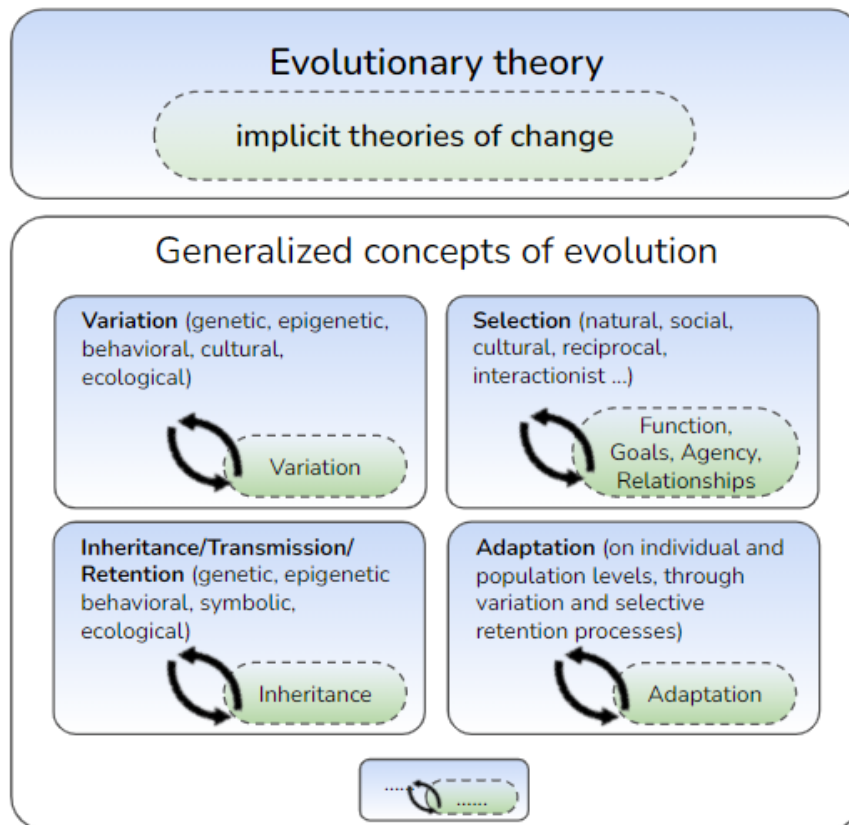 Evolutionary theory
implicit theories of change
Generalized concepts of evolution
Variation (genetic, epigenetic,
behavioral, cultural,
ecological)
Variation
Selection (natural, social,
cultural, reciprocal,
interactionist ...)
Function,
Goals, Agency,
Relationships
Inheritance/Transmission/
Retention (genetic, epigenetic
behavioral, symbolic,
ecological)
Inheritance
Adaptation (on individual and
population levels, through
variation and selective
retention processes)
Adaptation
.....
......